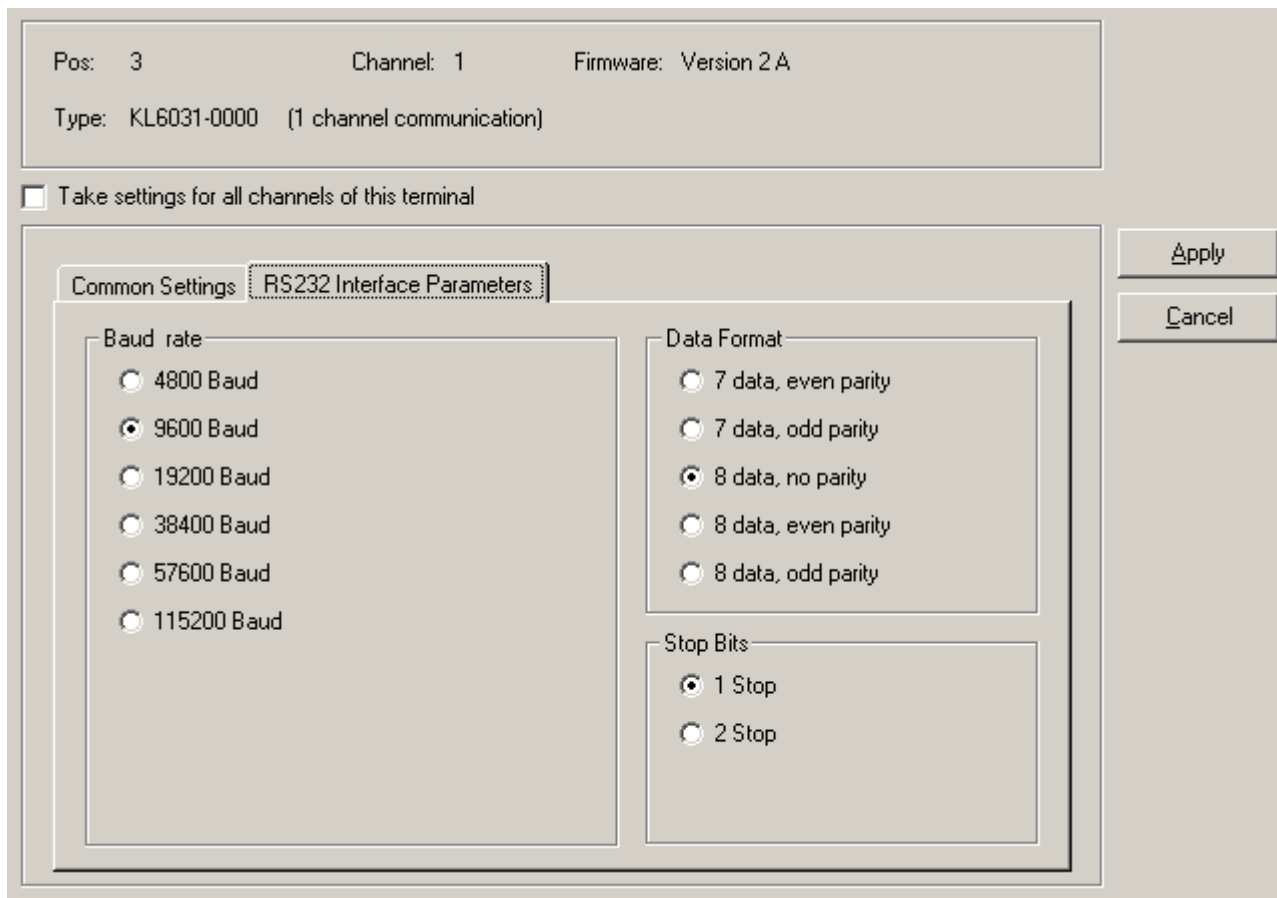 Pos: 3 Channel: 1 Firmware: Version 2 A
Type: KL6031-0000 (1 channel communication)
Take settings for all channels of this terminal
Apply
Cancel
Common Settings RS232 Interface Parameters
Baud rate
4800 Baud
9600 Baud
19200 Baud
38400 Baud
57600 Baud
115200 Baud
Data Format
7 data, even parity
7 data, odd parity
8 data, no parity
8 data, even parity
8 data, odd parity
Stop Bits
1 Stop
2 Stop